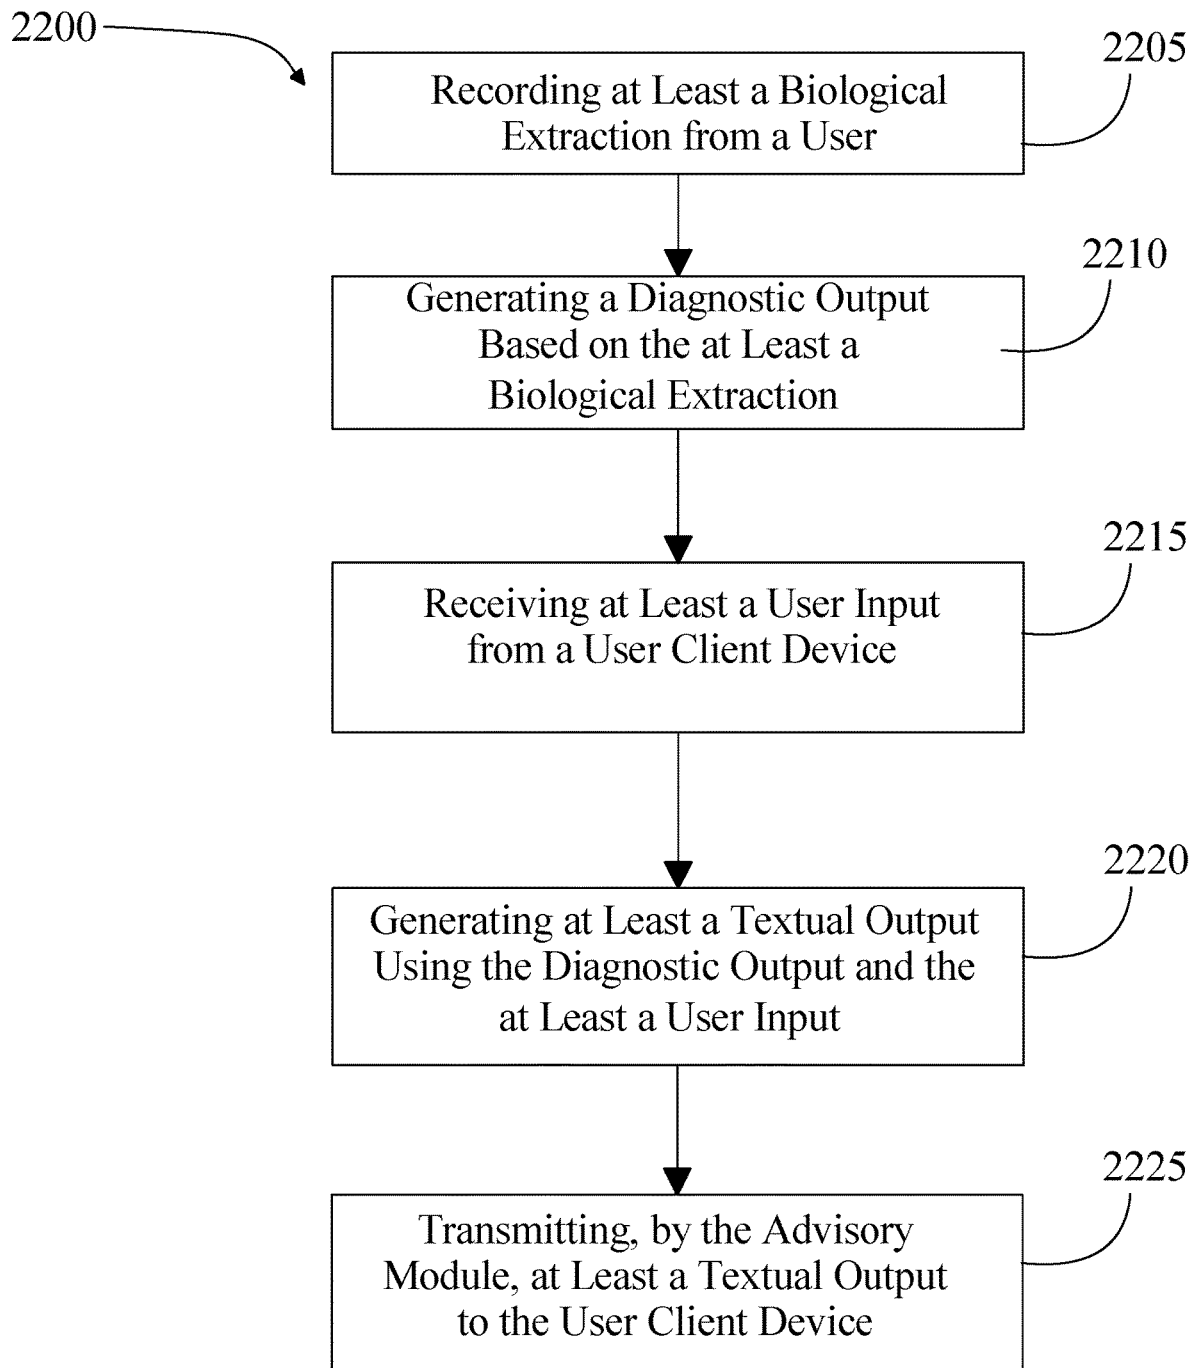 2200
2205
Recording at Least a Biological
Extraction from a User
2210
Generating a Diagnostic Output
Based on the at Least a
Biological Extraction
2215
Receiving at Least a User Input
from a User Client Device
2220
Generating at Least a Textual Output
Using the Diagnostic Output and the
at Least a User Input
2225
Transmitting, by the Advisory
Module, at Least a Textual Output
to the User Client Device